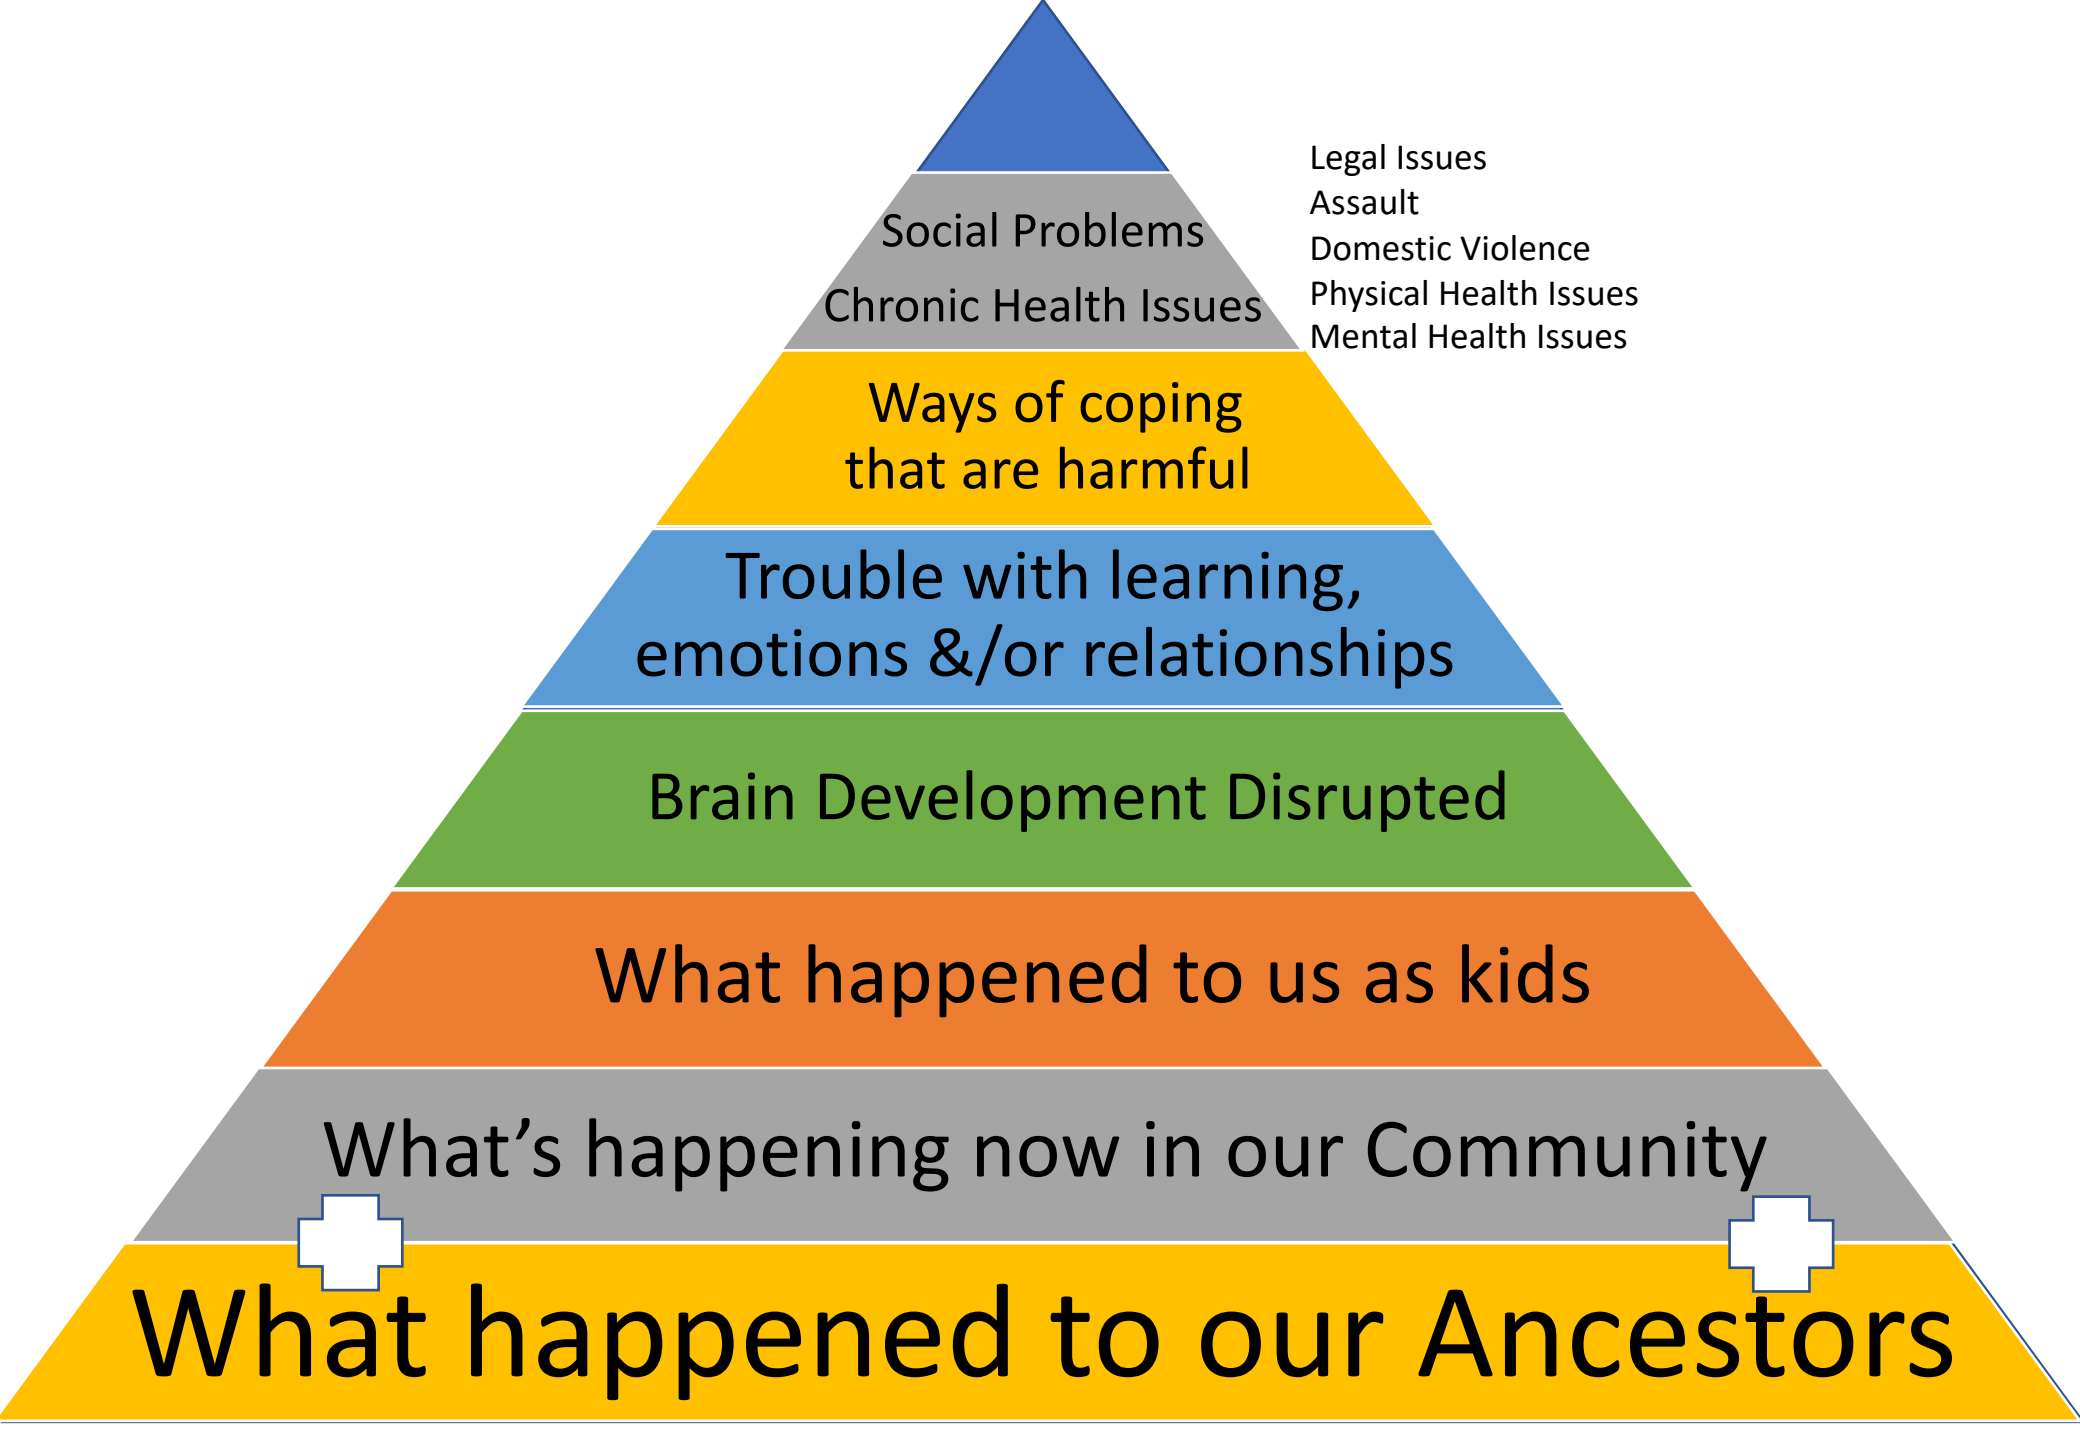 Legal Issues
Assault
Domestic Violence
Physical Health Issues
Mental Health Issues
Social Problems
Chronic Health Issues
Ways of coping
that are harmful
Trouble with learning,
emotions &/or relationships
Brain Development Disrupted
What happened to us as kids
What’s happening now in our Community
What happened to our Ancestors